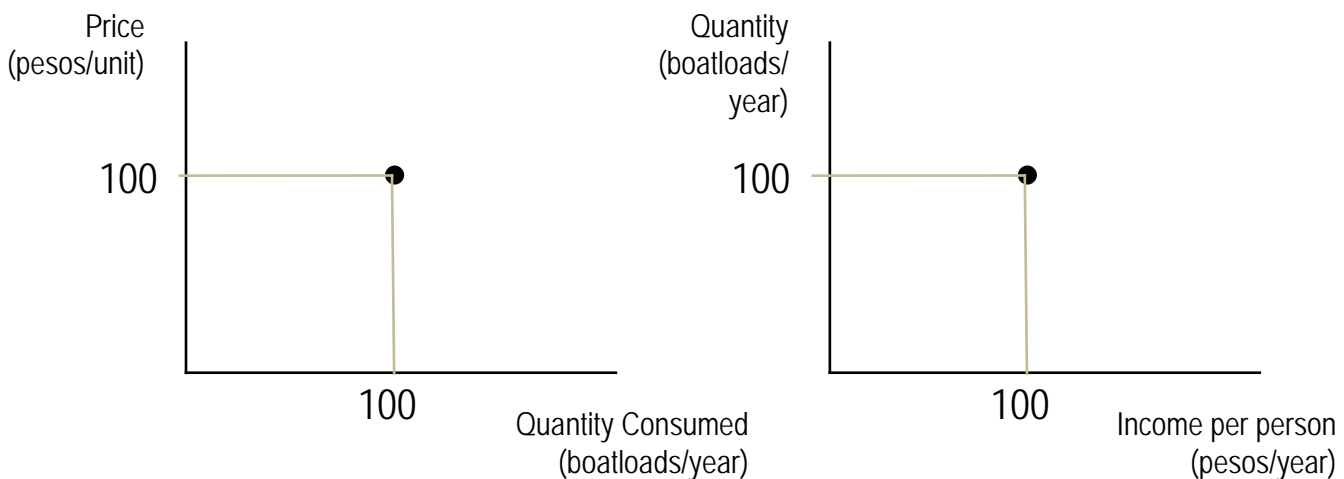 Price
(pesos/unit)
100
100
Quantity Consumed
(boatloads/year)
Quantity
(boatloads/
year)
100
100
Income per person
(pesos/year)